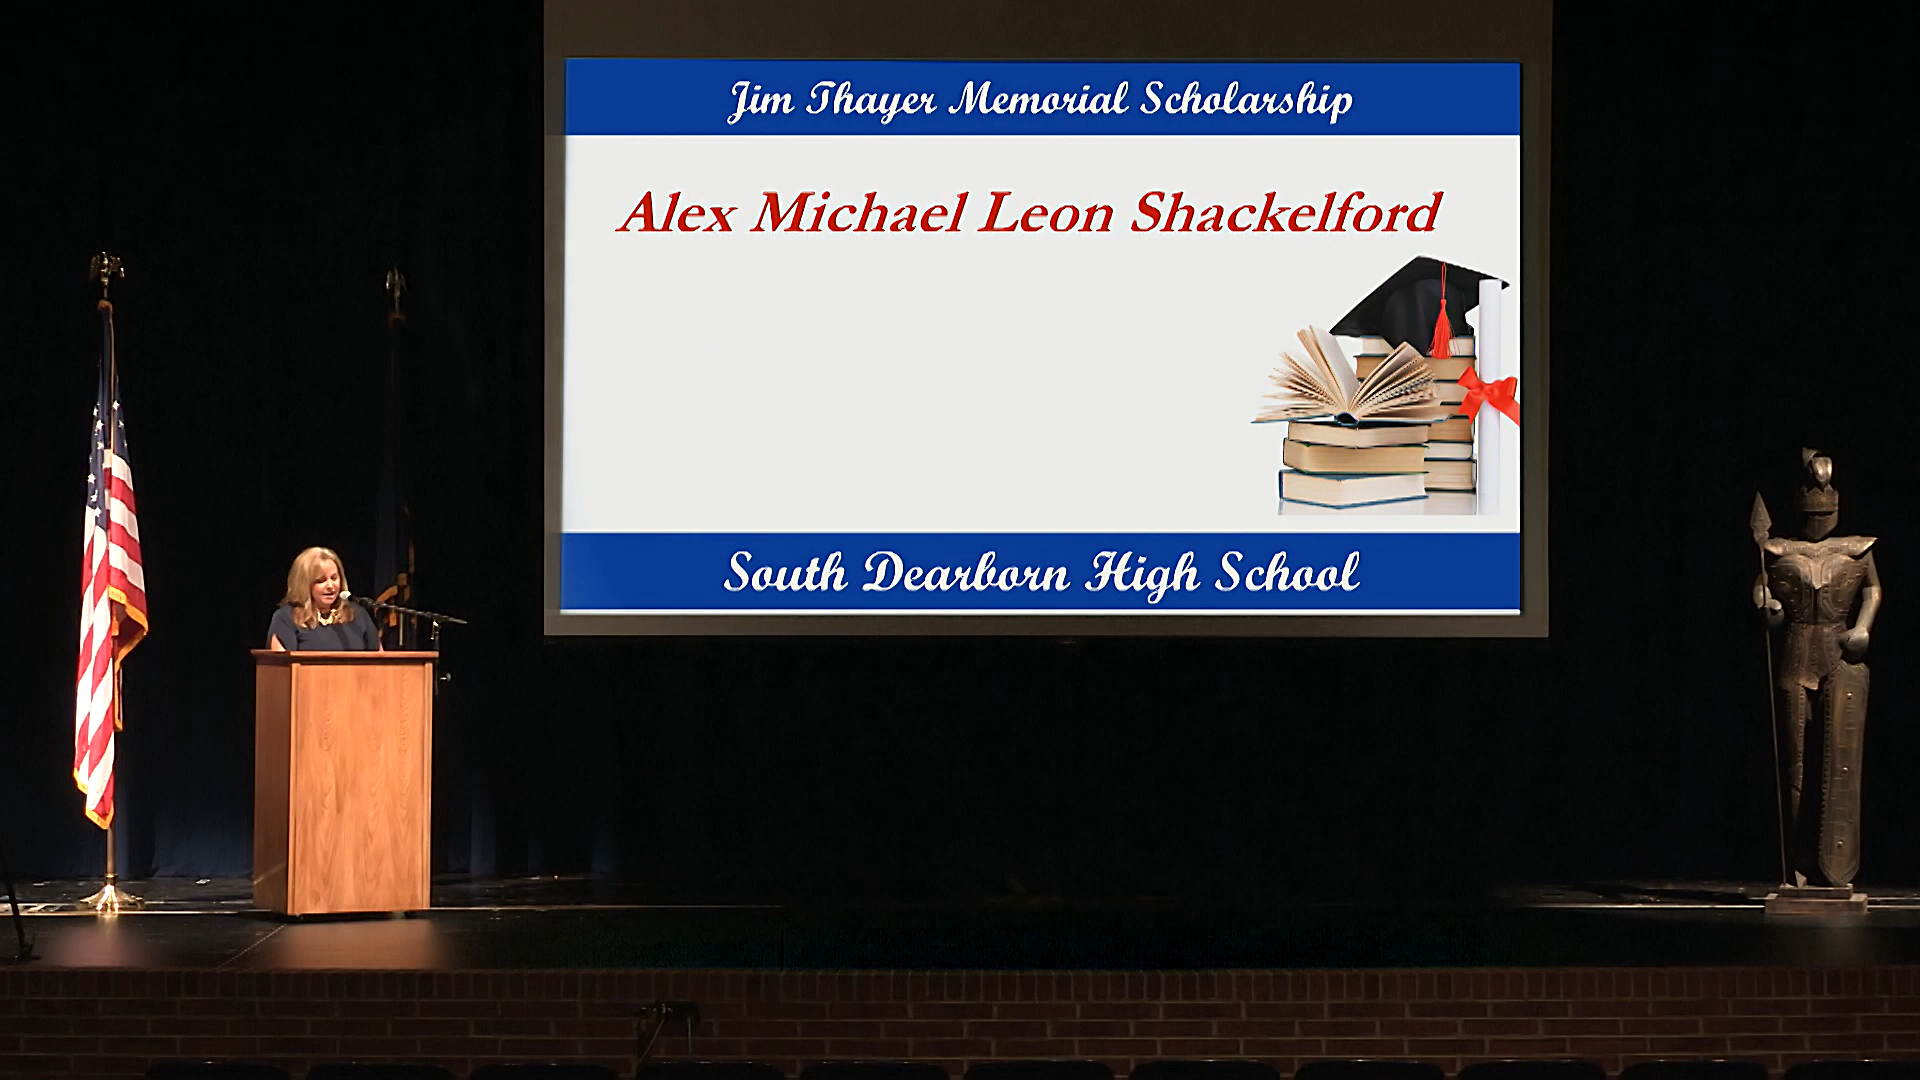 Jim Thayer Memorial Scholarship
Alex Michael Leon Shackelford
South Dearborn High School